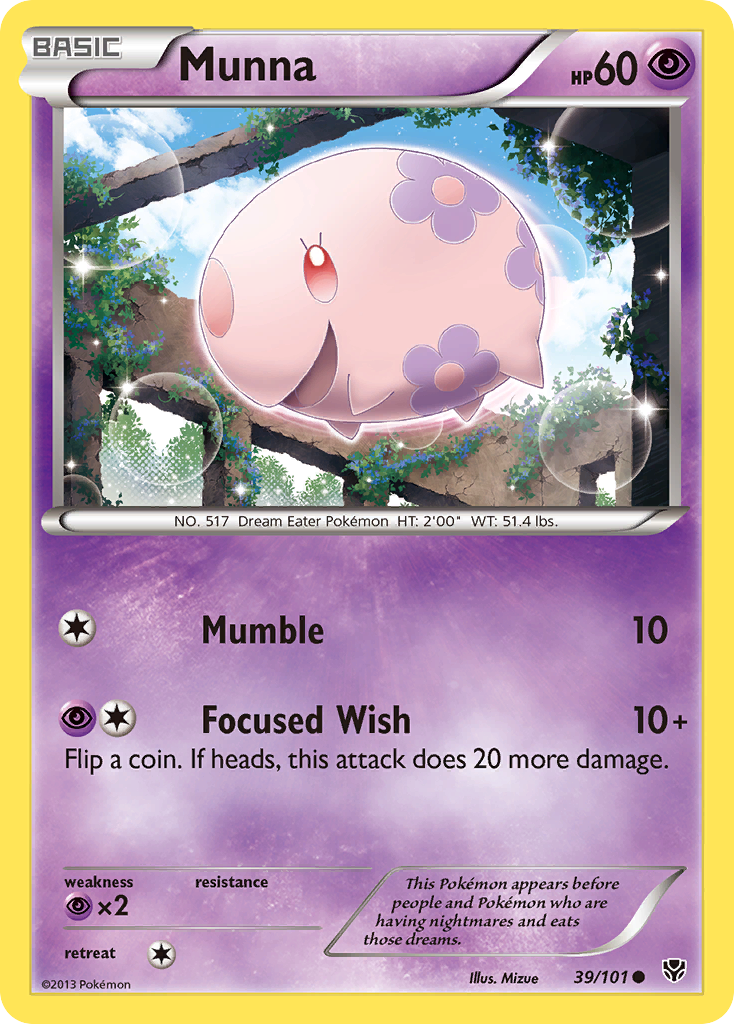 BASIC
Munna
HP60
NO. 517 Dream Eater Pokémon HT: 2'00" WT: 51.4 lbs.
Mumble 10
Focused Wish 10+
Flip a coin. If heads, this attack does 20 more damage.
weakness resistance
×2
retreat
This Pokémon appears before
people and Pokémon who are
having nightmares and eats
those dreams.
©2013 Pokémon
Illus. Mizue 39/101